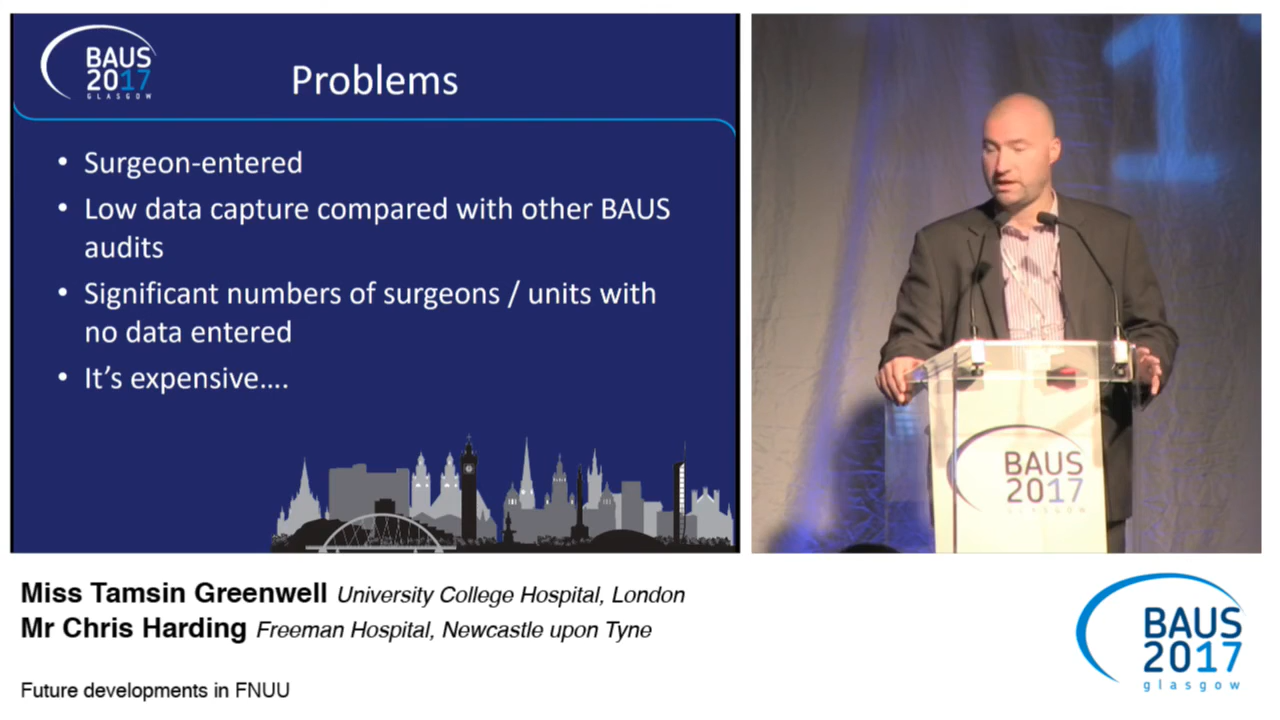 BAUS
2017
GLASGOW
Problems
• Surgeon-entered
• Low data capture compared with other BAUS
audits
• Significant numbers of surgeons / units with
no data entered
• It’s expensive….
1
BAUS
2017
GLASGOW
Miss Tamsin Greenwell University College Hospital, London
Mr Chris Harding Freeman Hospital, Newcastle upon Tyne
Future developments in FNUU
BAUS
2017
glasgow